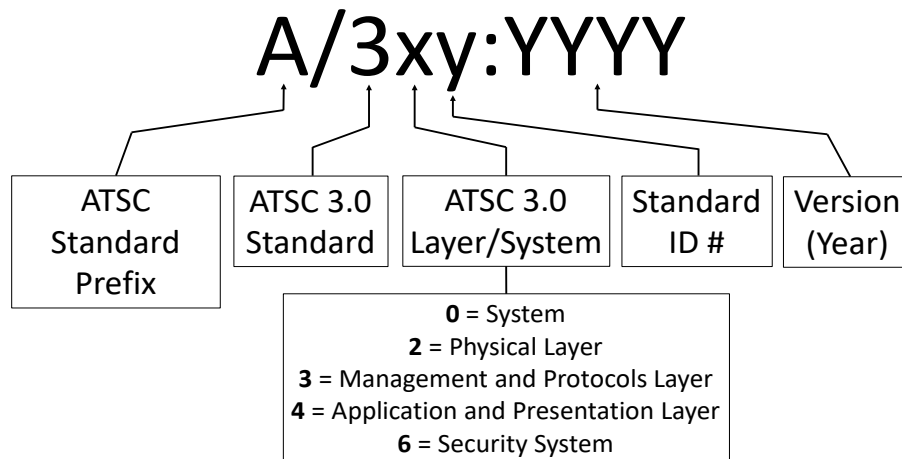 A/3xy:YYYY
ATSC
Standard
Prefix
ATSC 3.0
Standard
ATSC 3.0
Layer/System
Standard
ID #
Version
(Year)
0 = System
2 = Physical Layer
3 = Management and Protocols Layer
4 = Application and Presentation Layer
6 = Security System